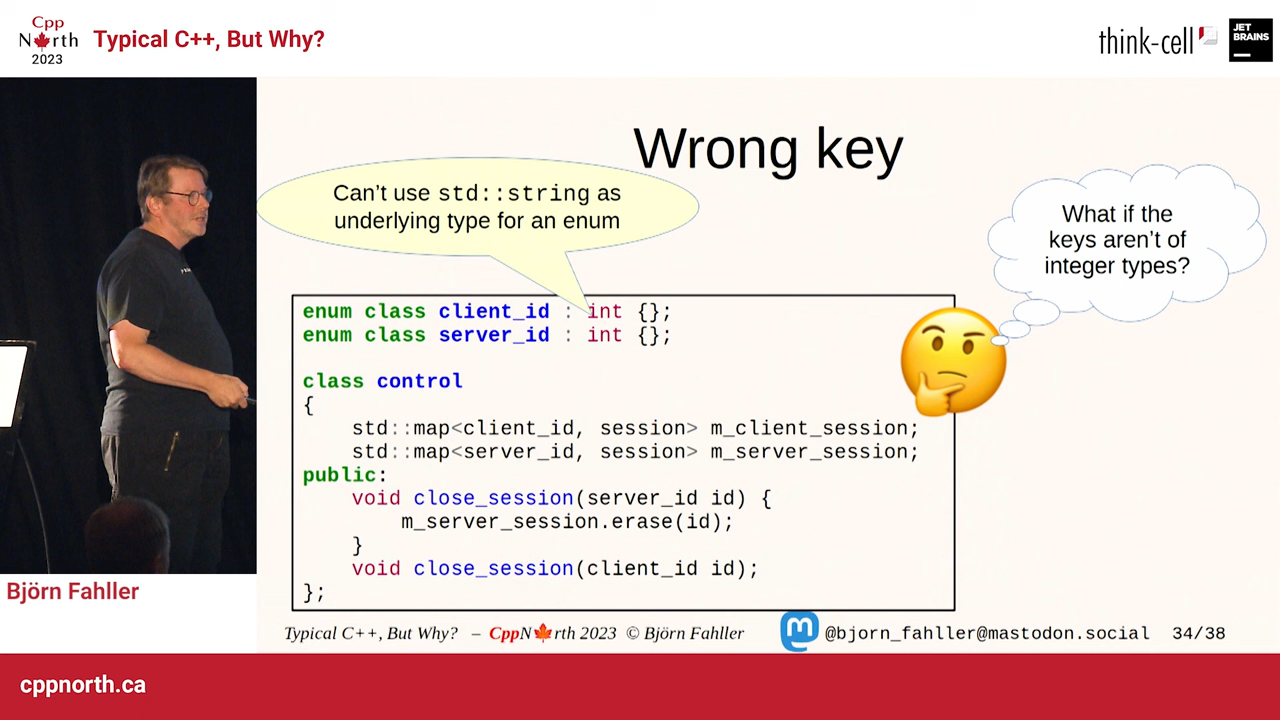 Cpp
North
2023
Typical C++, But Why?
think-cell
JET
BRAINS
Wrong key
Can’t use std::string as
underlying type for an enum
What if the
keys aren’t of
integer types?
enum class client_id : int {};
enum class server_id : int {};
class control
{
std::map<client_id, session> m_client_session;
std::map<server_id, session> m_server_session;
public:
void close_session(server_id id) {
m_server_session.erase(id);
}
void close_session(client_id id);
};
Björn Fahller
Typical C++, But Why? – CppN🍁rth 2023 © Björn Fahller
@bjorn_fahller@mastodon.social 34/38
cppnorth.ca